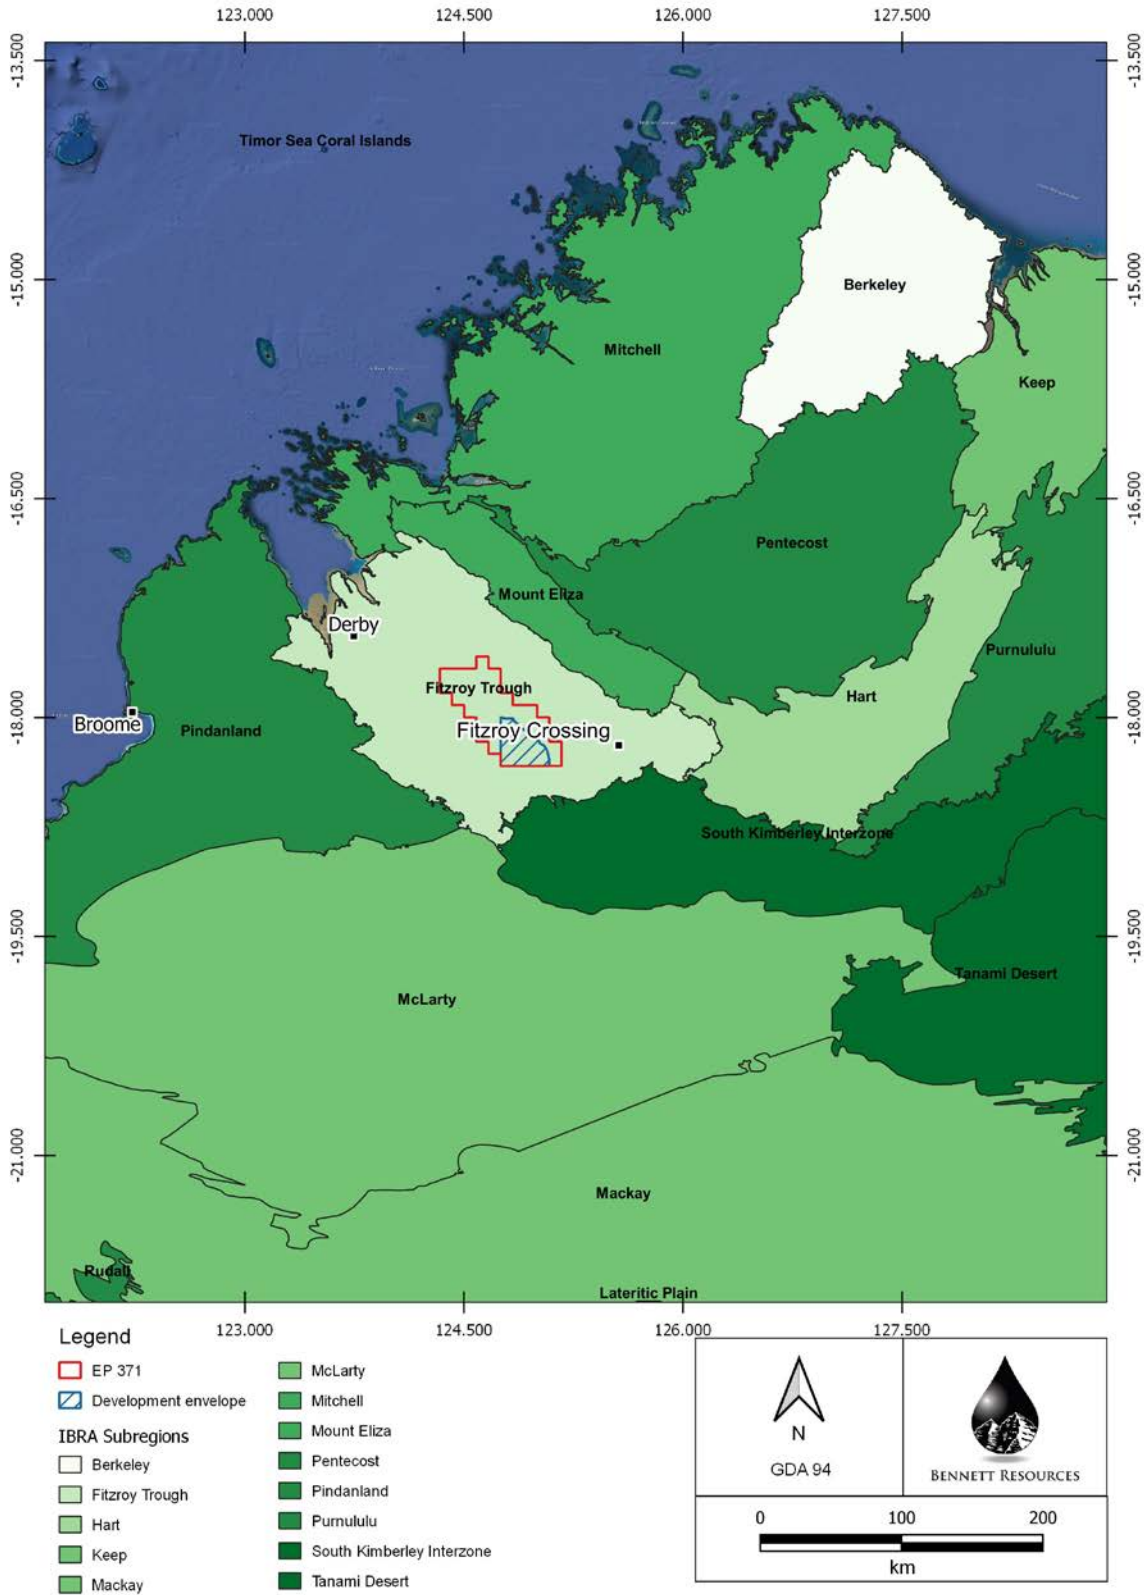 123.000 124.500 126.000 127.500
-13.500 -13.500
Timor Sea Coral Islands
-15.000 Berkeley -15.000
Mitchell
Keep
-16.500 -16.500
Pentecost
Mount Eliza
Derby
Purnululu
Fitzroy Trough Hart
-18.000 -18.000
Broome Pindanland Fitzroy Crossing
South Kimberley Interzone
-19.500 -19.500
Tanami Desert
McLarty
-21.000 -21.000
Mackay
Rudall
Lateritic Plain
123.000 124.500 126.000 127.500
Legend
EP 371
Development envelope
IBRA Subregions
Berkeley
Fitzroy Trough
Hart
Keep
Mackay
McLarty
Mitchell
Mount Eliza
Pentecost
Pindanland
Purnululu
South Kimberley Interzone
Tanami Desert
N
GDA 94
BENNETT RESOURCES
0 100 200
km